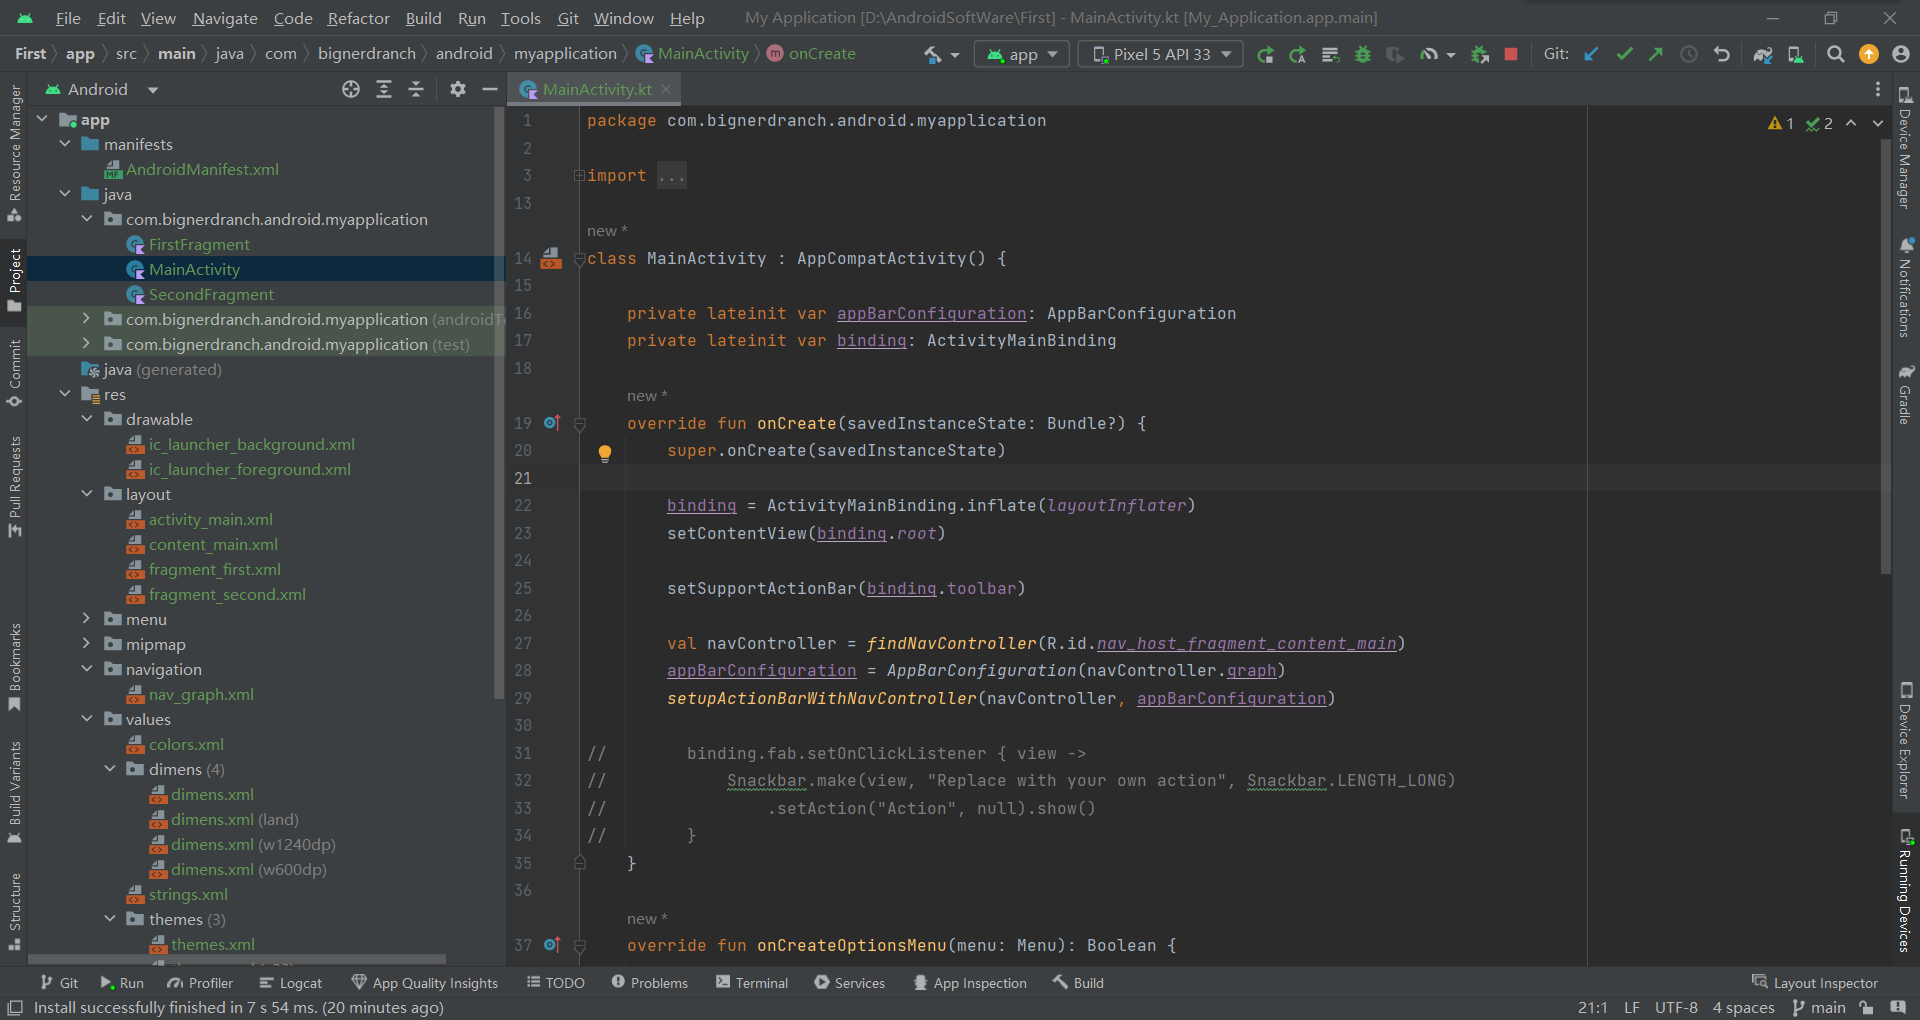 File Edit View Navigate Code Refactor Build Run Tools Git Window Help My Application [D:\AndroidSoftWare\First] - MainActivity.kt [My_Application.app.main]
First app src main java com bignerdranch android myapplication MainActivity m onCreate app Pixel 5 API 33 Git:
Android
MainActivity.kt
Resource Manager
Project
Commit
Pull Requests
Bookmarks
Build Variants
Structure
app
manifests
AndroidManifest.xml
java
com.bignerdranch.android.myapplication
FirstFragment
MainActivity
SecondFragment
com.bignerdranch.android.myapplication (androidT
com.bignerdranch.android.myapplication (test)
java (generated)
res
drawable
ic_launcher_background.xml
ic_launcher_foreground.xml
layout
activity_main.xml
content_main.xml
fragment_first.xml
fragment_second.xml
menu
mipmap
navigation
nav_graph.xml
values
colors.xml
dimens (4)
dimens.xml
dimens.xml (land)
dimens.xml (w1240dp)
dimens.xml (w600dp)
strings.xml
themes (3)
themes.xml
1 package com.bignerdranch.android.myapplication
2
3 import ...
13
new *
14 class MainActivity : AppCompatActivity() {
15
16 private lateinit var appBarConfiguration: AppBarConfiguration
17 private lateinit var binding: ActivityMainBinding
18
new *
19 override fun onCreate(savedInstanceState: Bundle?) {
20 super.onCreate(savedInstanceState)
21
22 binding = ActivityMainBinding.inflate(layoutInflater)
23 setContentView(binding.root)
24
25 setSupportActionBar(binding.toolbar)
26
27 val navController = findNavController(R.id.nav_host_fragment_content_main)
28 appBarConfiguration = AppBarConfiguration(navController.graph)
29 setupActionBarWithNavController(navController, appBarConfiguration)
30
31 // binding.fab.setOnClickListener { view ->
32 // Snackbar.make(view, "Replace with your own action", Snackbar.LENGTH_LONG)
33 // .setAction("Action", null).show()
34 // }
35 }
36
new *
37 override fun onCreateOptionsMenu(menu: Menu): Boolean {
1 2
Device Manager
Notifications
Gradle
Device Explorer
Running Devices
Git Run Profiler Logcat App Quality Insights TODO Problems Terminal Services App Inspection Build Layout Inspector
Install successfully finished in 7 s 54 ms. (20 minutes ago) 21:1 LF UTF-8 4 spaces main